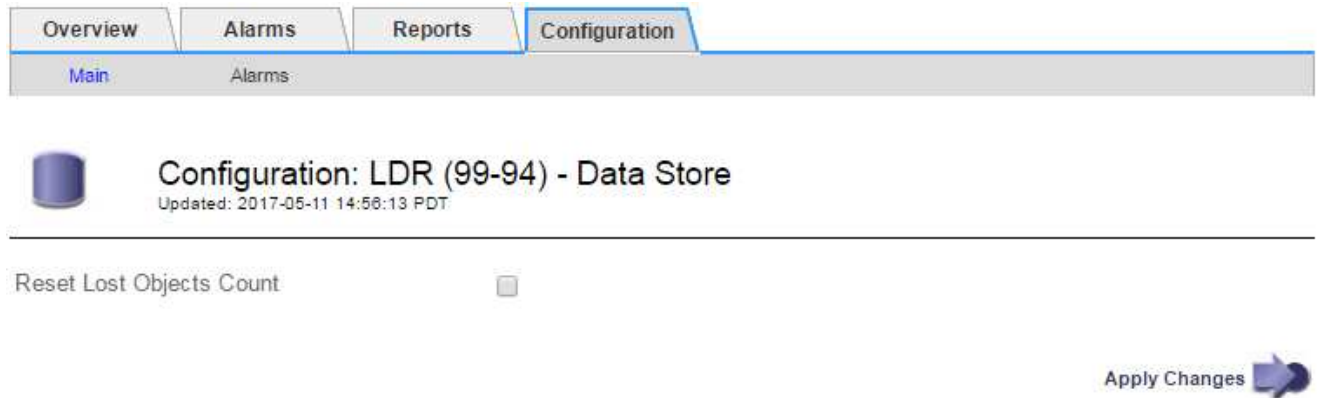 Overview Alarms Reports Configuration
Main Alarms
Configuration: LDR (99-94) - Data Store
Updated: 2017-05-11 14:56:13 PDT
Reset Lost Objects Count
Apply Changes